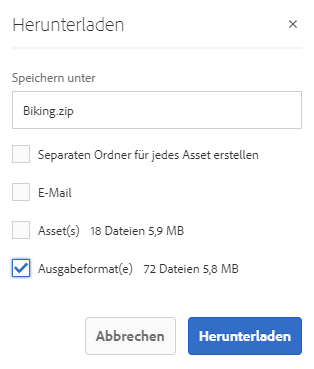 Herunterladen
Speichern unter
Biking.zip
Separaten Ordner für jedes Asset erstellen
E-Mail
Asset(s) 18 Dateien 5,9 MB
Ausgabeformat(e) 72 Dateien 5,8 MB
Abbrechen Herunterladen